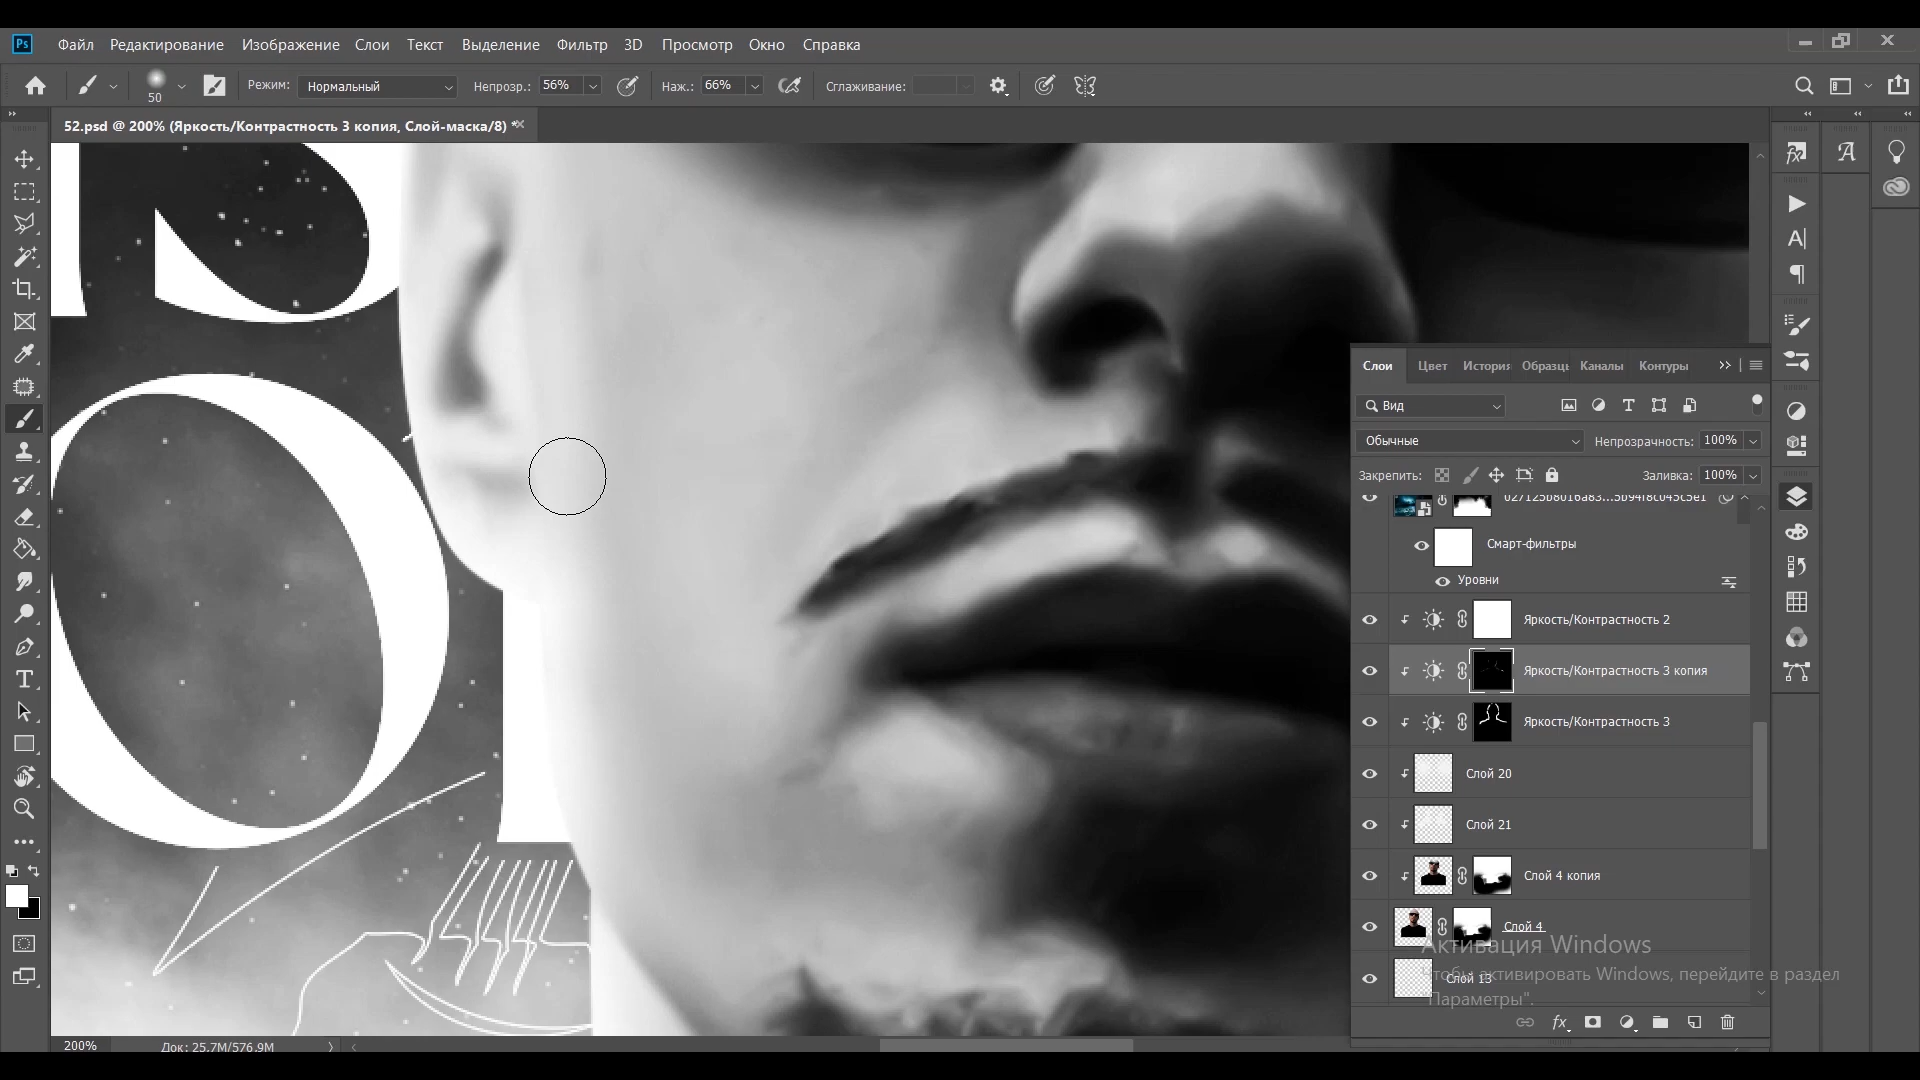 Ps Файл Редактирование Изображение Слои Текст Выделение Фильтр 3D Просмотр Окно Справка
50 Режим: Нормальный Непрозр.: 56% Наж.: 66% Сглаживание:
52.psd @ 200% (Яркость/Контрастность 3 копия, Слой-маска/8) *
Слои Цвет История Образць Каналы Контуры
Вид
Обычные Непрозрачность: 100%
Закрепить: Заливка: 100%
027125b8016a83...5b94f8c045c5e1
Смарт-фильтры
Уровни
Яркость/Контрастность 2
Яркость/Контрастность 3 копия
Яркость/Контрастность 3
Слой 20
Слой 21
Слой 4 копия
Слой 4
Слой 13
Активация Windows
Чтобы активировать Windows, перейдите в раздел
"Параметры".
200% Док: 25,7M/576,9M